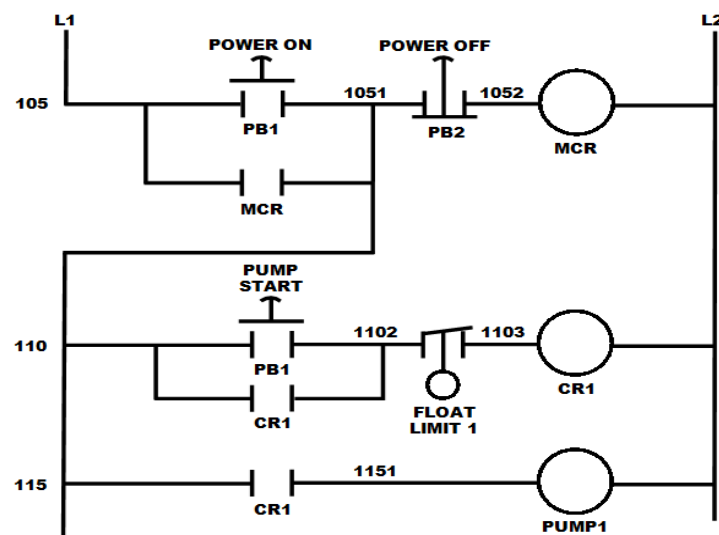 L1
L2
POWER ON
POWER OFF
105
1051
1052
PB1
PB2
MCR
MCR
PUMP
START
110
1102
1103
PB1
CR1
CR1
FLOAT
LIMIT 1
115
1151
CR1
PUMP1